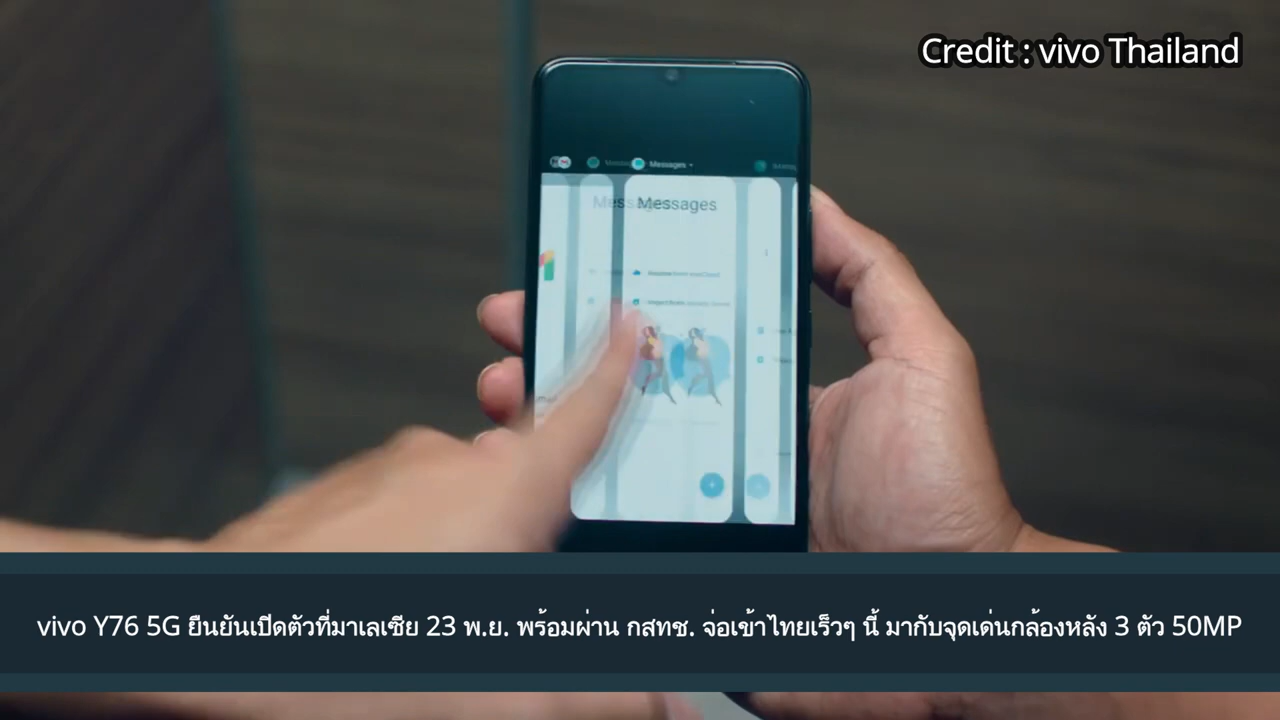 Credit : vivo Thailand
Messages
Messages
vivo Y76 5G ยืนยันเปิดตัวที่มาเลเซีย 23 พ.ย. พร้อมผ่าน กสทช. จ่อเข้าไทยเร็วๆ นี้ มากับจุดเด่นกล้องหลัง 3 ตัว 50MP